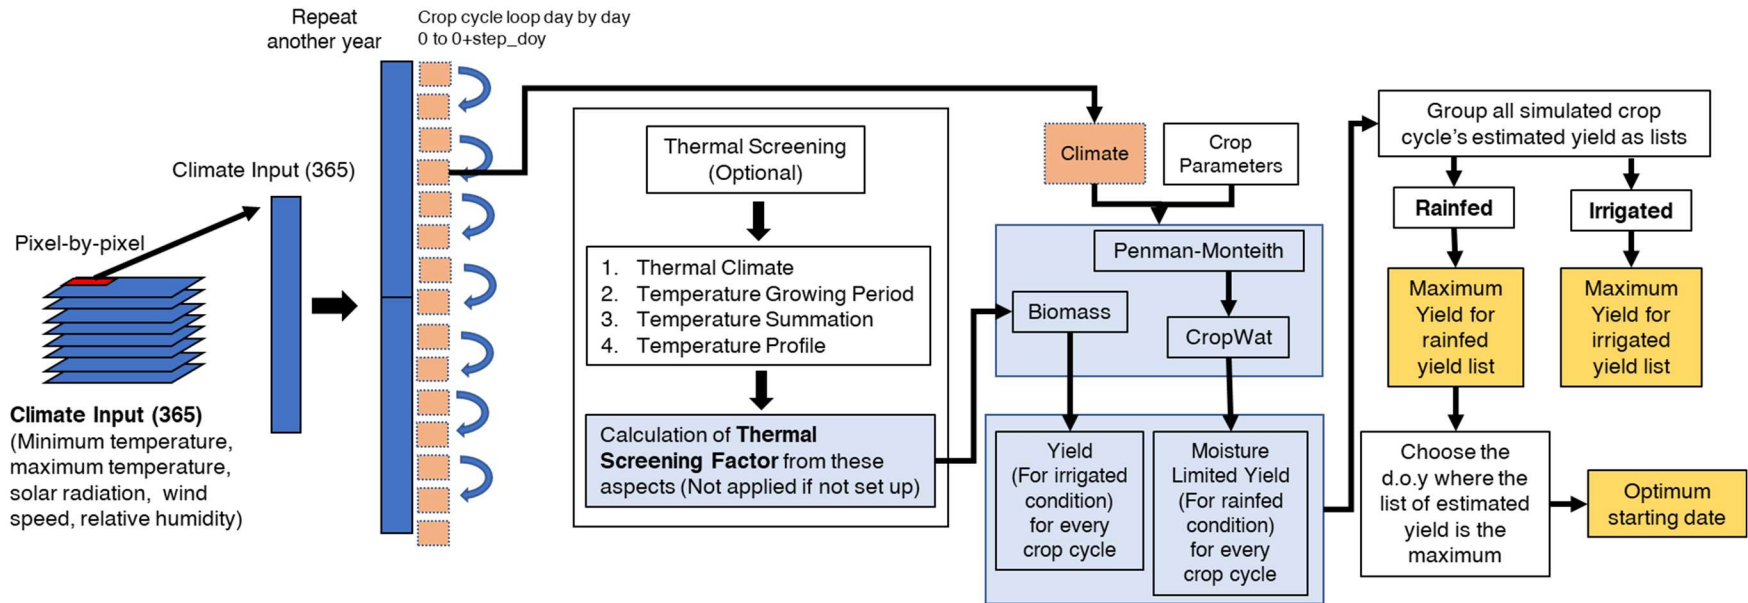 Repeat
another year
Crop cycle loop day by day
0 to 0+step_doy
Climate Input (365)
Pixel-by-pixel
Climate Input (365)
(Minimum temperature,
maximum temperature,
solar radiation, wind
speed, relative humidity)
Thermal Screening
(Optional)
1. Thermal Climate
2. Temperature Growing Period
3. Temperature Summation
4. Temperature Profile
Calculation of Thermal
Screening Factor from these
aspects (Not applied if not set up)
Climate
Crop
Parameters
Penman-Monteith
Biomass
CropWat
Yield
(For irrigated
condition)
for every
crop cycle
Moisture
Limited Yield
(For rainfed
condition)
for every
crop cycle
Group all simulated crop
cycle's estimated yield as lists
Rainfed
Irrigated
Maximum
Yield for
rainfed
yield list
Maximum
Yield for
irrigated
yield list
Choose the
d.o.y where the
list of estimated
yield is the
maximum
Optimum
starting date